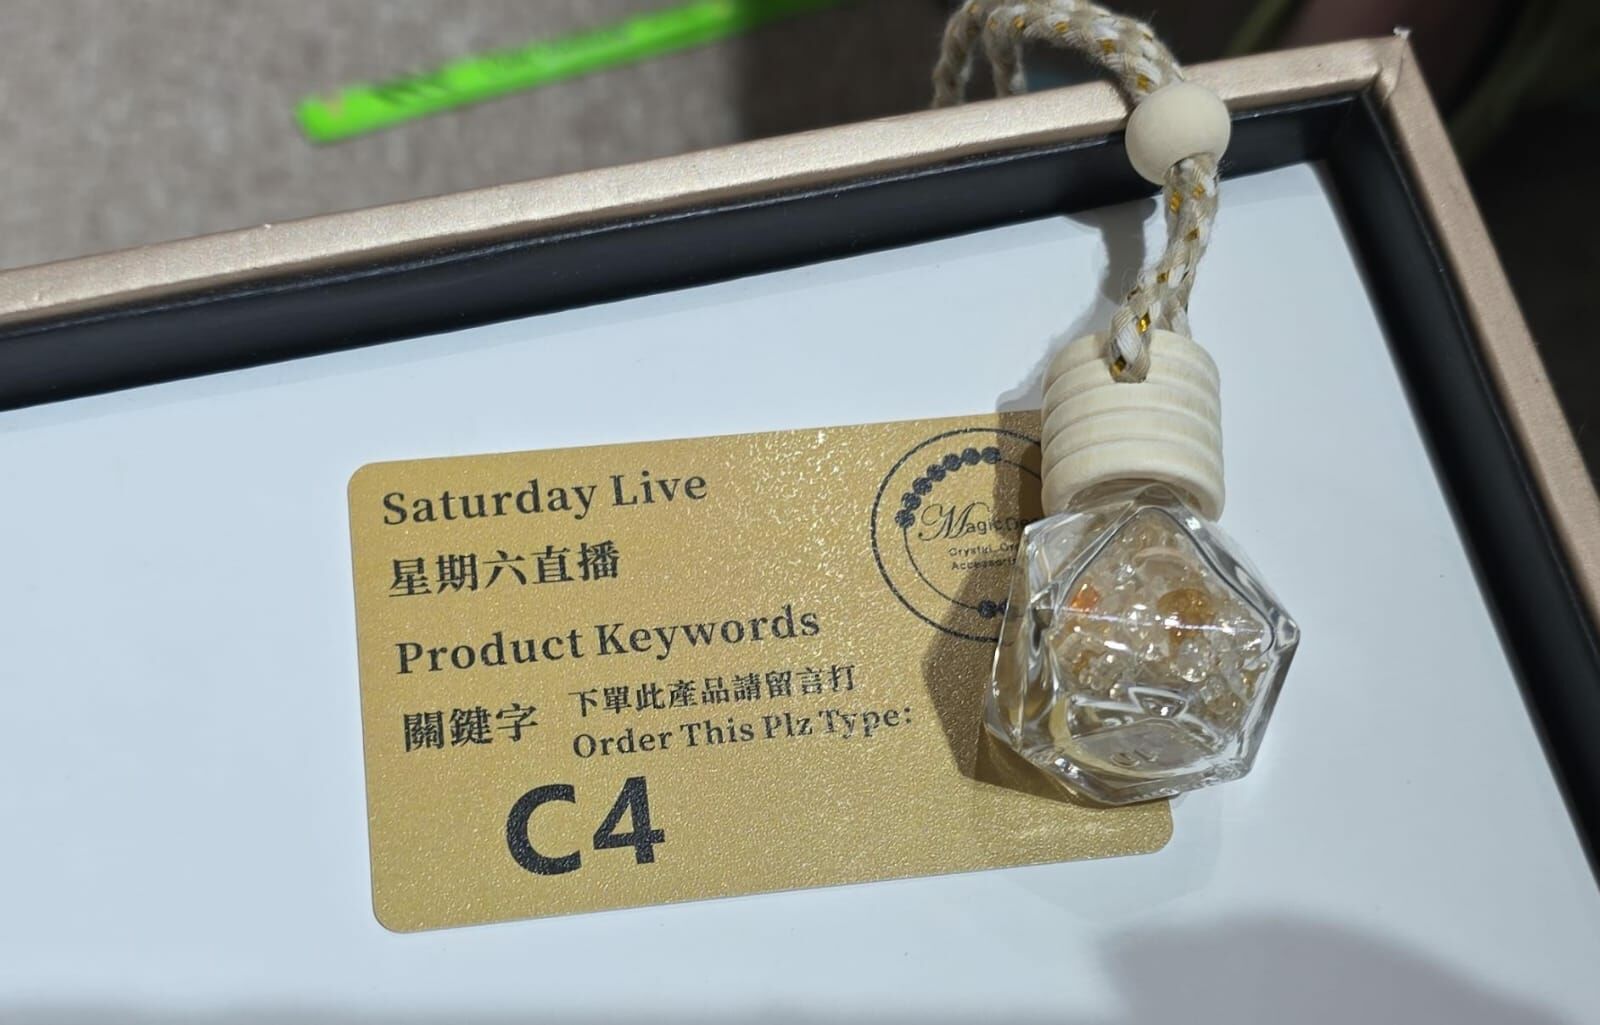 Saturday Live
星期六直播
Product Keywords
關鍵字
下單此產品請留言打
Order This Plz Type:
C4